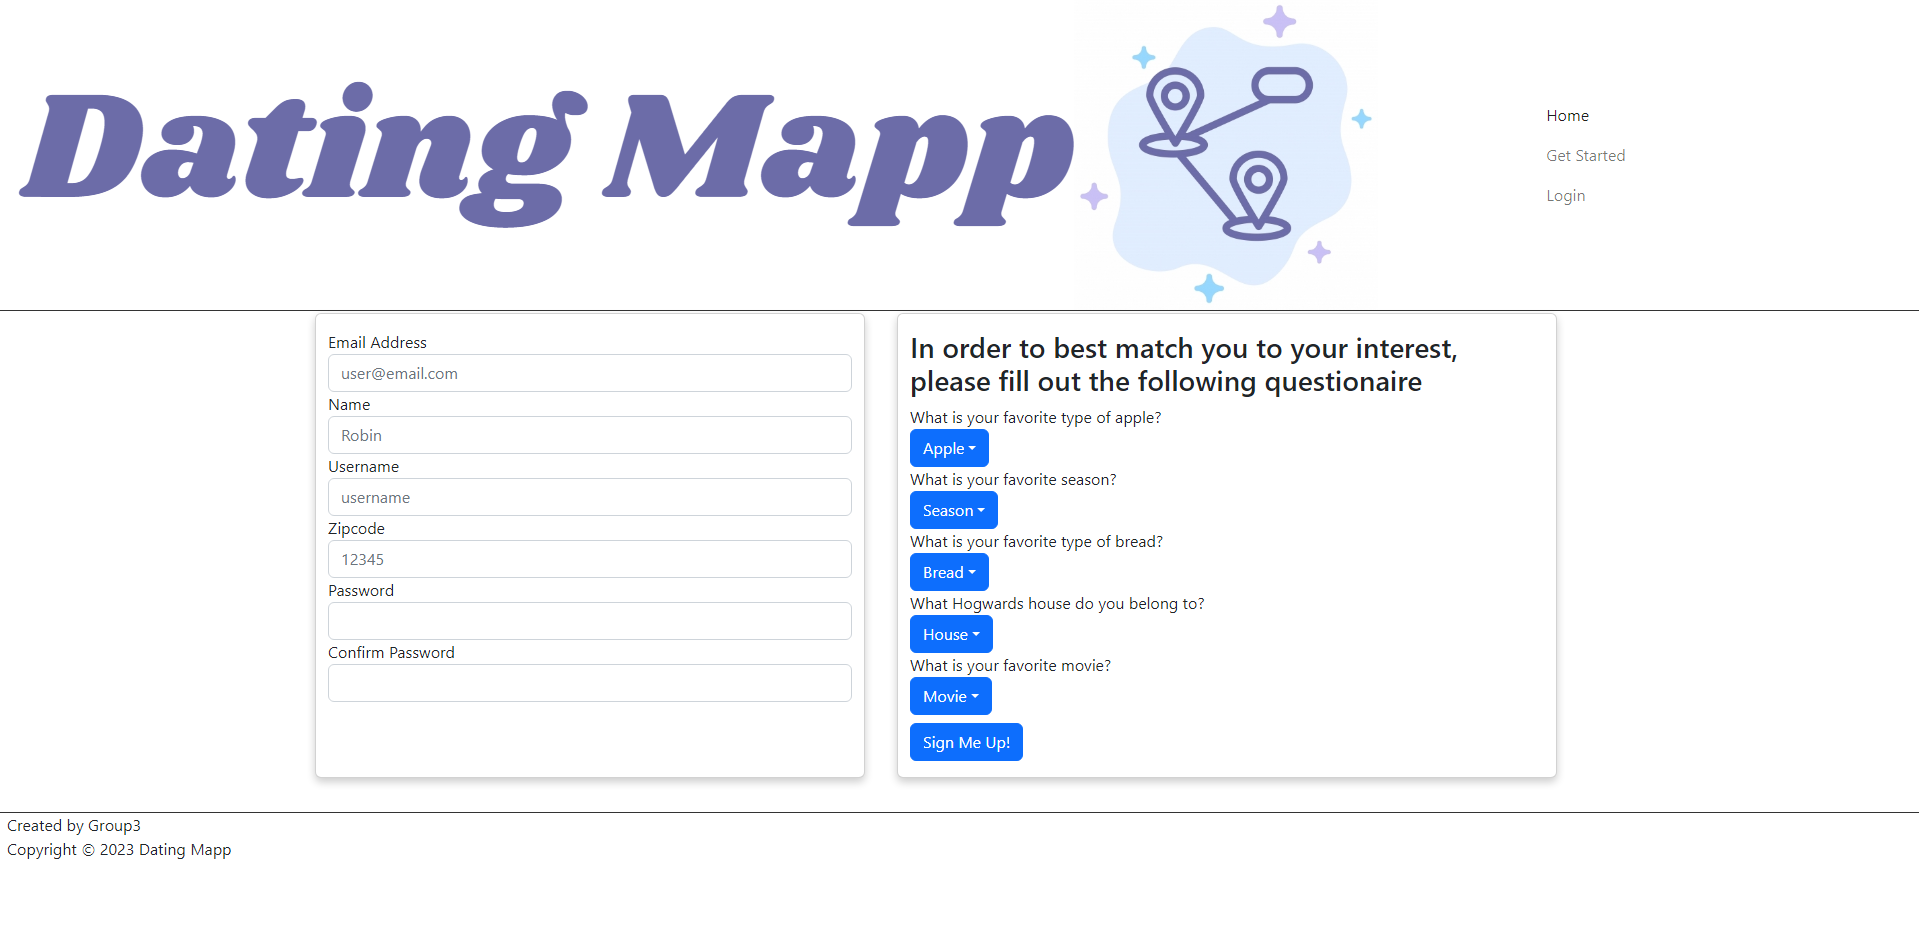 Dating Mapp
Home
Get Started
Login
Email Address
user@email.com
Name
Robin
Username
username
Zipcode
12345
Password
Confirm Password
In order to best match you to your interest,
please fill out the following questionaire
What is your favorite type of apple?
Apple
What is your favorite season?
Season
What is your favorite type of bread?
Bread
What Hogwards house do you belong to?
House
What is your favorite movie?
Movie
Sign Me Up!
Created by Group3
Copyright © 2023 Dating Mapp